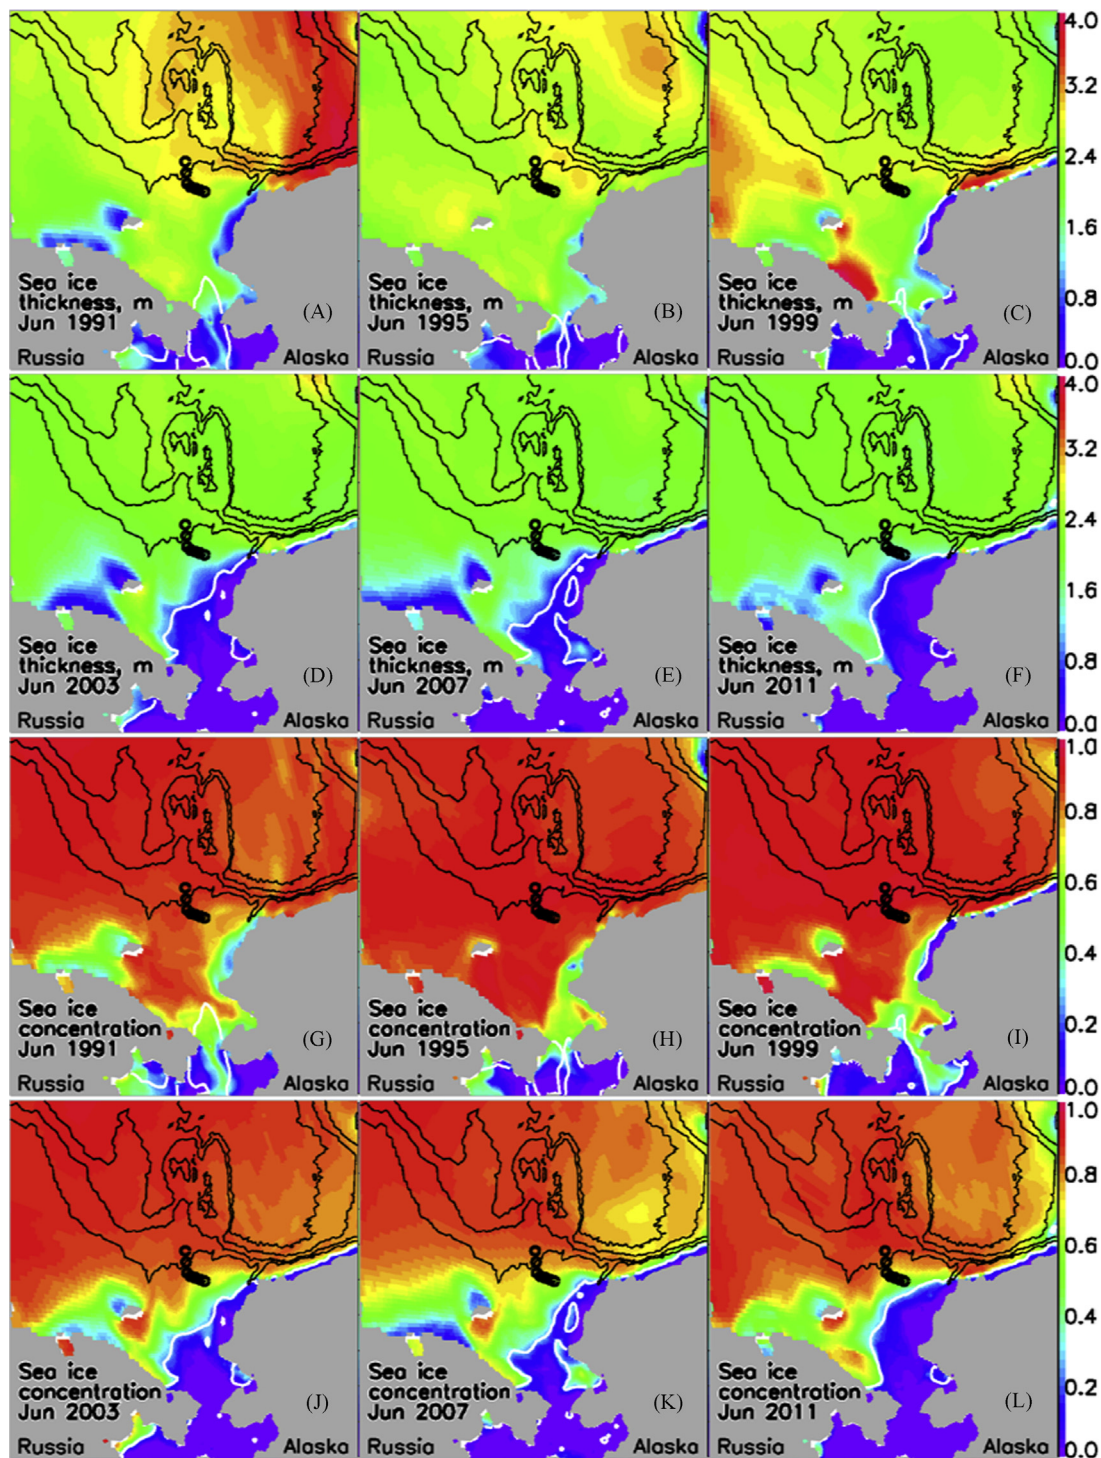 4.0
3.2
2.4
1.6
0.8
0.0
Sea ice
thickness, m
Jun 1991
(A)
Russia
Alaska
Sea ice
thickness, m
Jun 1995
(B)
Russia
Alaska
Sea ice
thickness, m
Jun 1999
(C)
Russia
Alaska
4.0
3.2
2.4
1.6
0.8
0.0
Sea ice
thickness, m
Jun 2003
(D)
Russia
Alaska
Sea ice
thickness, m
Jun 2007
(E)
Russia
Alaska
Sea ice
thickness, m
Jun 2011
(F)
Russia
Alaska
1.0
0.8
0.6
0.4
0.2
0.0
Sea ice
concentration
Jun 1991
(G)
Russia
Alaska
Sea ice
concentration
Jun 1995
(H)
Russia
Alaska
Sea ice
concentration
Jun 1999
(I)
Russia
Alaska
1.0
0.8
0.6
0.4
0.2
0.0
Sea ice
concentration
Jun 2003
(J)
Russia
Alaska
Sea ice
concentration
Jun 2007
(K)
Russia
Alaska
Sea ice
concentration
Jun 2011
(L)
Russia
Alaska